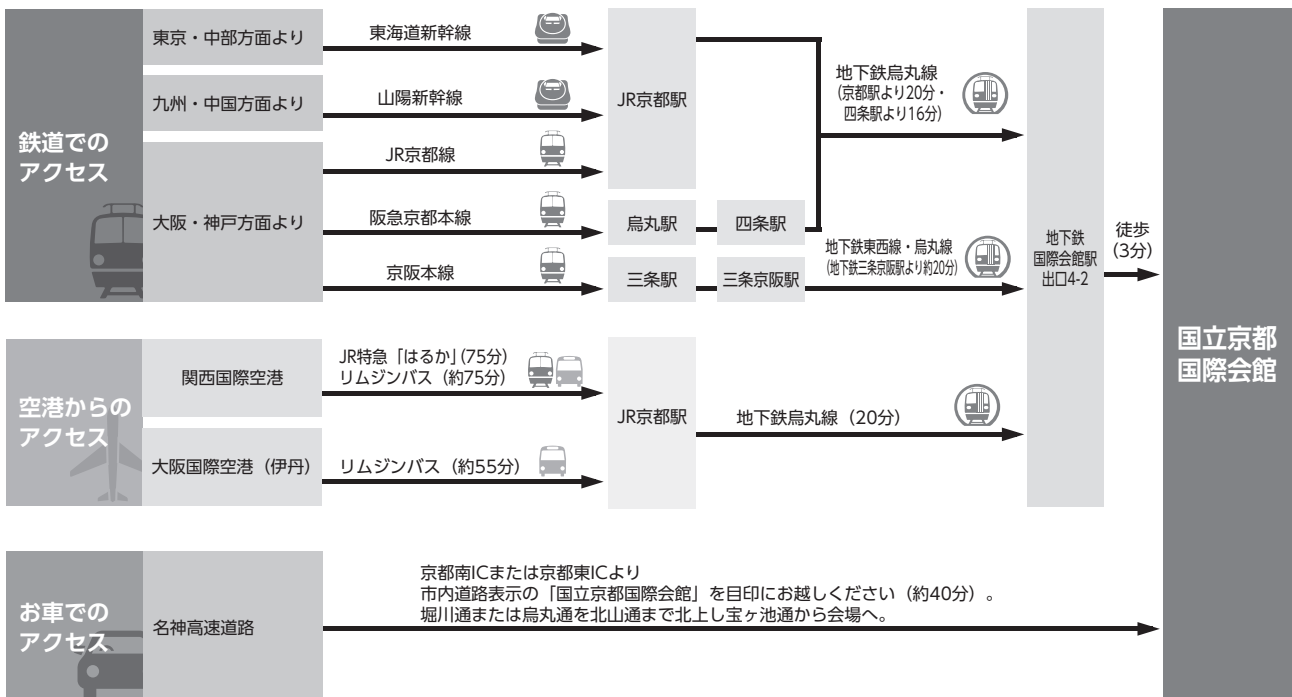 鉄道での
アクセス
東京・中部方面より
東海道新幹線
九州・中国方面より
山陽新幹線
大阪・神戸方面より
JR京都線
阪急京都本線
京阪本線
JR京都駅
烏丸駅
四条駅
三条駅
三条京阪駅
地下鉄烏丸線
(京都駅より20分・
四条駅より16分)
地下鉄東西線・烏丸線
(地下鉄三条京阪駅より約20分)
地下鉄
国際会館駅
出口4-2
徒歩
(3分)
国立京都
国際会館
空港からの
アクセス
関西国際空港
JR特急「はるか」(75分)
リムジンバス(約75分)
大阪国際空港(伊丹)
リムジンバス(約55分)
JR京都駅
地下鉄烏丸線(20分)
お車での
アクセス
名神高速道路
京都南ICまたは京都東ICより
市内道路表示の「国立京都国際会館」を目印にお越しください(約40分)。
堀川通または烏丸通を北山通まで北上し宝ヶ池通から会場へ。